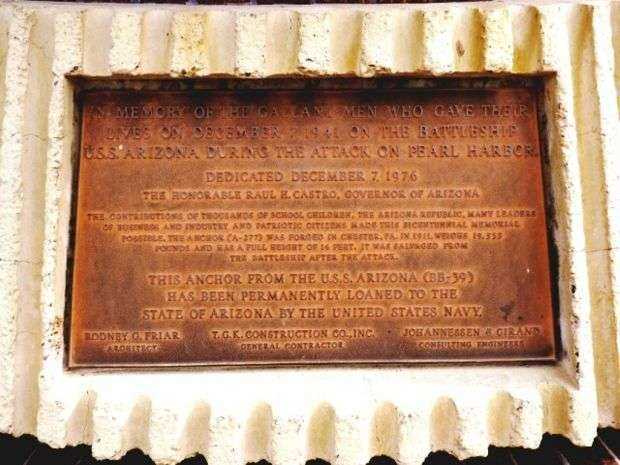 IN MEMORY OF THE GALLANT MEN WHO GAVE THEIR
LIVES ON DECEMBER 7, 1941 ON THE BATTLESHIP
U.S.S. ARIZONA DURING THE ATTACK ON PEARL HARBOR.
DEDICATED DECEMBER 7, 1976
THE HONORABLE RAUL H. CASTRO, GOVERNOR OF ARIZONA
THE CONTRIBUTIONS OF THOUSANDS OF SCHOOL CHILDREN, THE ARIZONA REPUBLIC, MANY LEADERS
OF BUSINESS AND INDUSTRY AND PATRIOTIC CITIZENS MADE THIS BICENTENNIAL MEMORIAL
POSSIBLE. THE ANCHOR (A-277) WAS FORGED IN CHESTER, PA. IN 1911, WEIGHS 19,555
POUNDS AND HAS A FULL HEIGHT OF 14 FEET. IT WAS SALVAGED FROM
THE BATTLESHIP AFTER THE ATTACK.
THIS ANCHOR FROM THE U.S.S. ARIZONA (BB-39)
HAS BEEN PERMANENTLY LOANED TO THE
STATE OF ARIZONA BY THE UNITED STATES NAVY.
RODNEY G. FRIAR T.G.K. CONSTRUCTION CO., INC. JOHANNESSEN & GIRAND
ARCHITECT GENERAL CONTRACTOR CONSULTING ENGINEERS